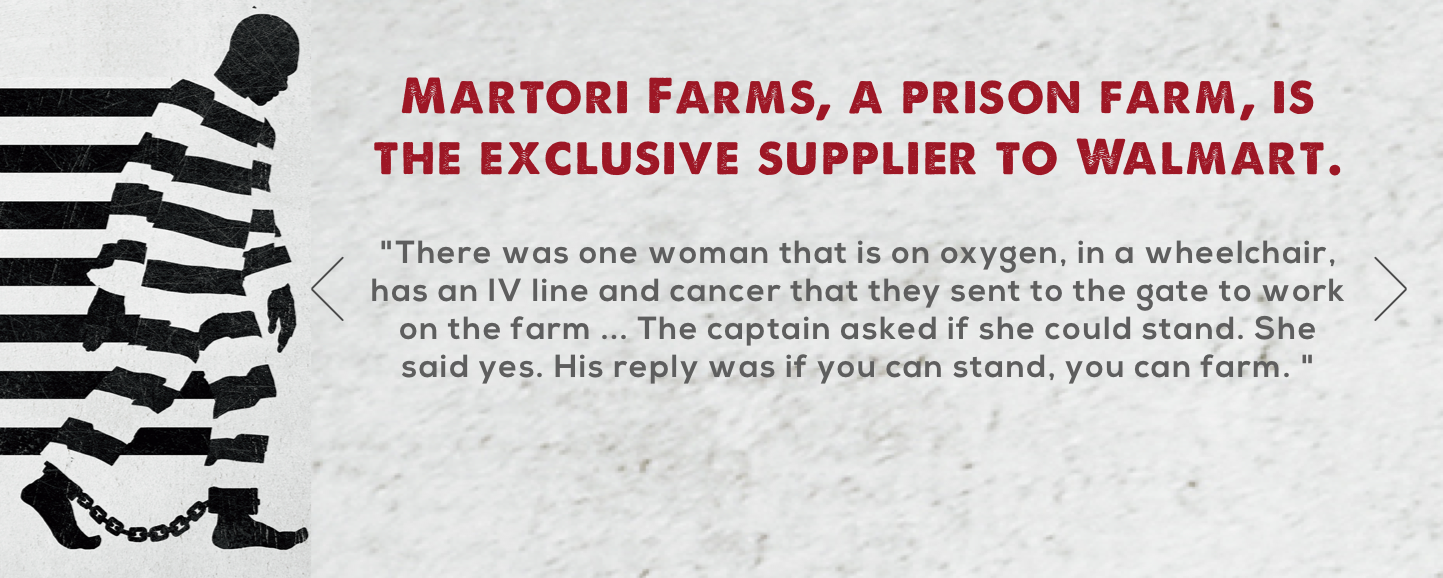 Martori Farms, a prison farm, is
the exclusive supplier to Walmart.
"There was one woman that is on oxygen, in a wheelchair,
has an IV line and cancer that they sent to the gate to work
on the farm ... The captain asked if she could stand. She
said yes. His reply was if you can stand, you can farm. "